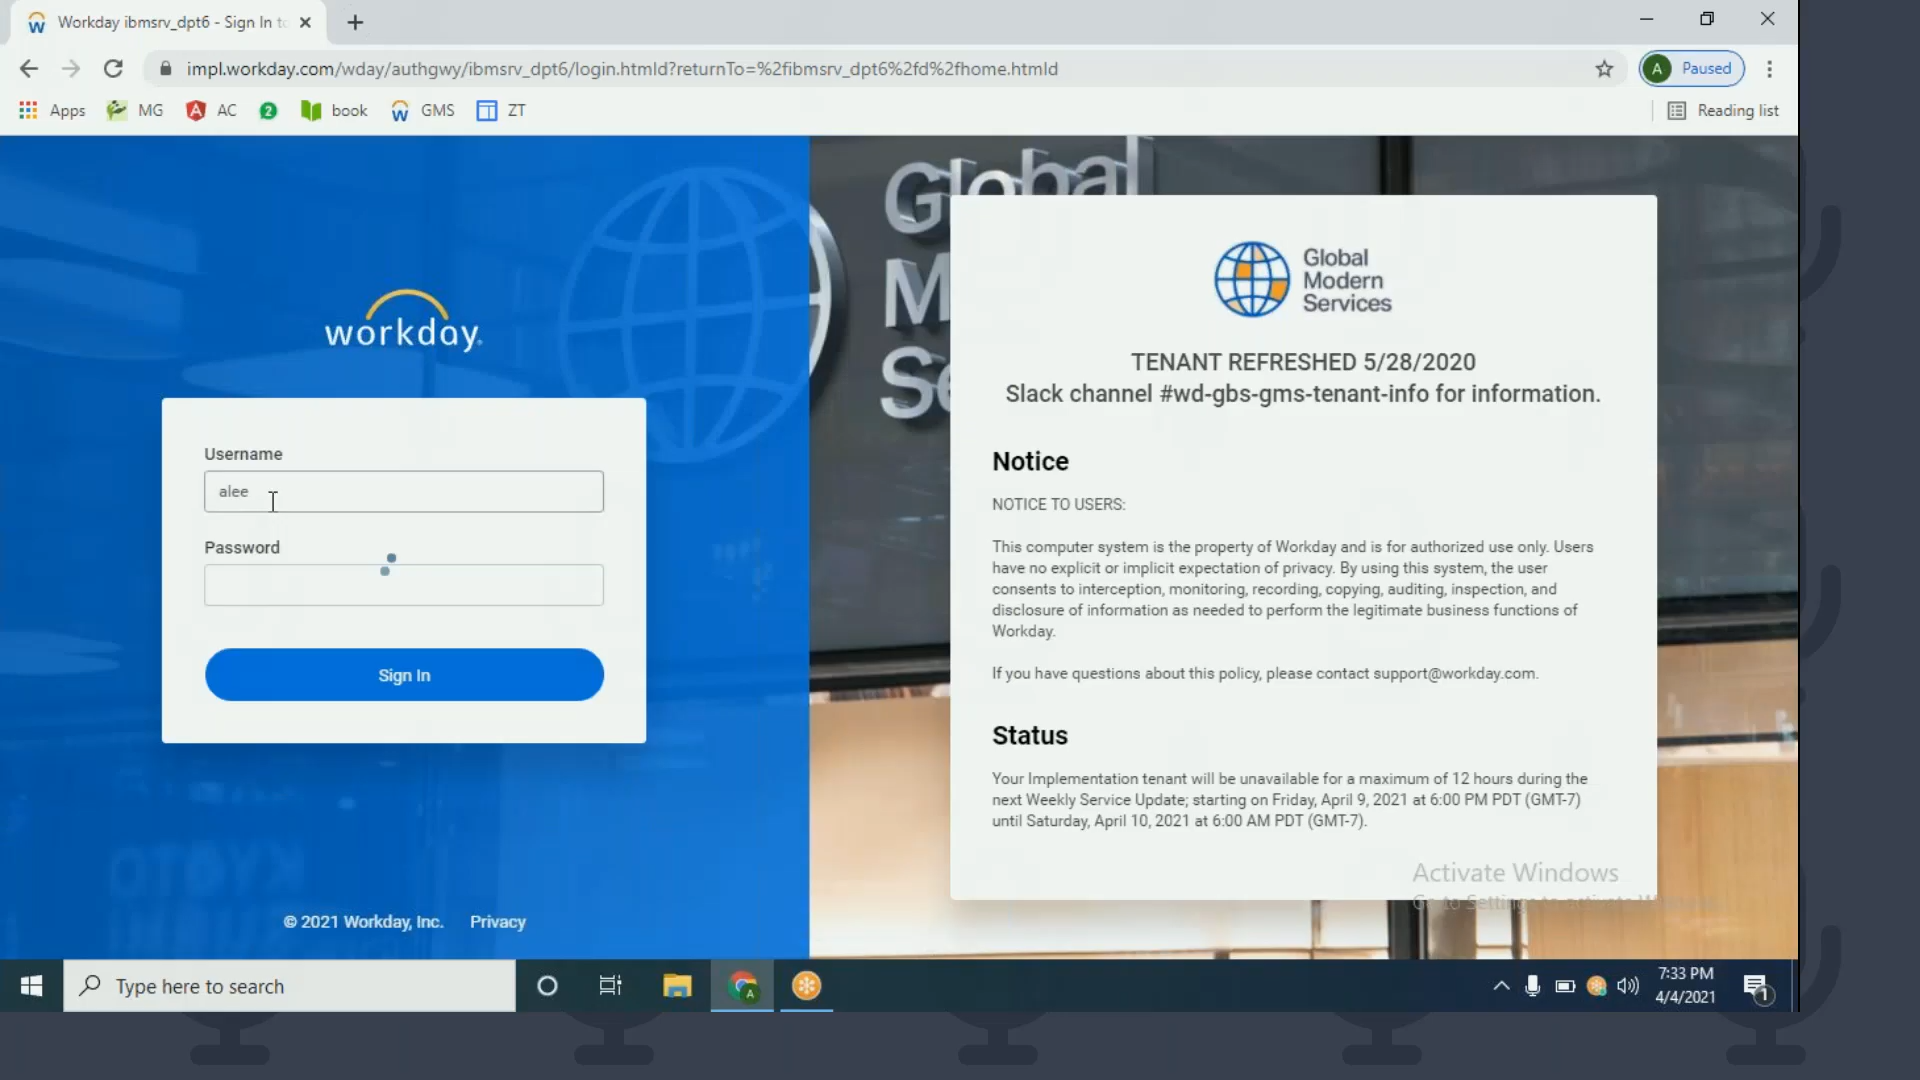 Workday ibmsrv_dpt6 - Sign In to
impl.workday.com/wday/authgwy/ibmsrv_dpt6/login.htmld?returnTo=%2fibmsrv_dpt6%2fd%2fhome.htmld
A Paused
Apps MG AC 2 book GMS ZT Reading list
Global
workday.
Username
alee
Password
Sign In
© 2021 Workday, Inc. Privacy
Global
Modern
Services
TENANT REFRESHED 5/28/2020
Slack channel #wd-gbs-gms-tenant-info for information.
Notice
NOTICE TO USERS:
This computer system is the property of Workday and is for authorized use only. Users
have no explicit or implicit expectation of privacy. By using this system, the user
consents to interception, monitoring, recording, copying, auditing, inspection, and
disclosure of information as needed to perform the legitimate business functions of
Workday.
If you have questions about this policy, please contact support@workday.com.
Status
Your Implementation tenant will be unavailable for a maximum of 12 hours during the
next Weekly Service Update; starting on Friday, April 9, 2021 at 6:00 PM PDT (GMT-7)
until Saturday, April 10, 2021 at 6:00 AM PDT (GMT-7).
Activate Windows
Go to Settings to activate
Type here to search
7:33 PM
4/4/2021
1